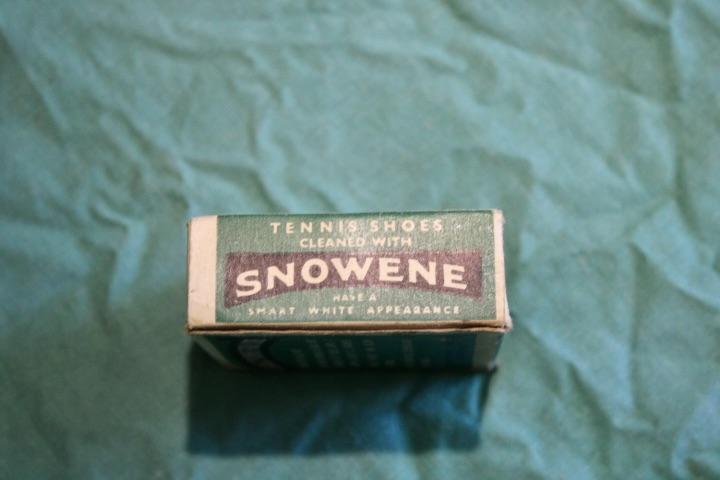 TENNIS SHOES
CLEANED WITH
SNOWENE
HAVE A
SMART WHITE APPEARANCE